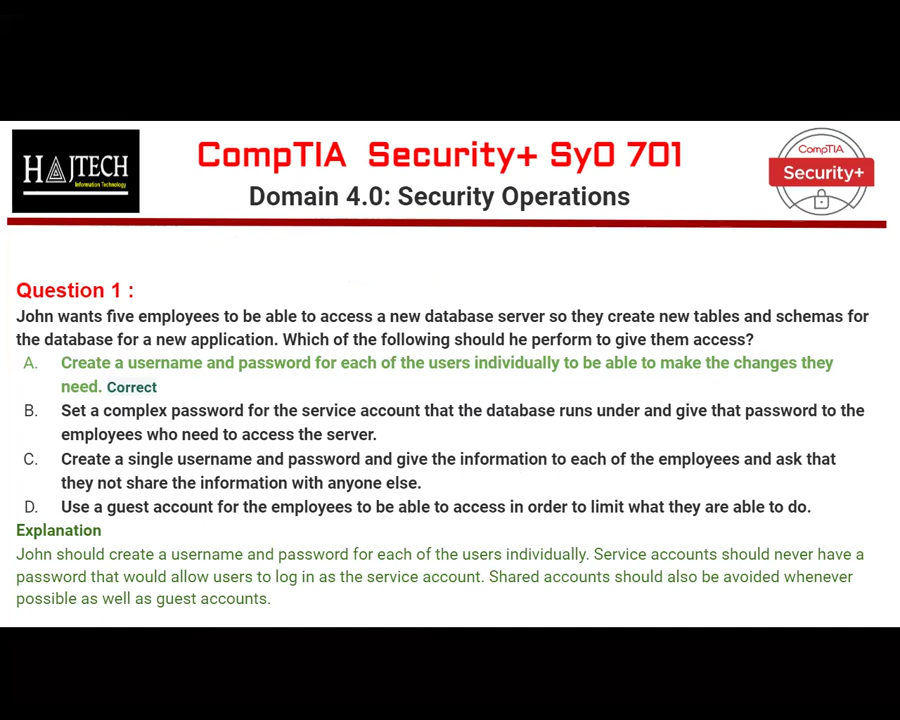 HAJTECH
Information Technology
CompTIA Security+ SyO 701
Domain 4.0: Security Operations
CompTIA
Security+
Question 1 :
John wants five employees to be able to access a new database server so they create new tables and schemas for
the database for a new application. Which of the following should he perform to give them access?
A. Create a username and password for each of the users individually to be able to make the changes they
need. Correct
B. Set a complex password for the service account that the database runs under and give that password to the
employees who need to access the server.
C. Create a single username and password and give the information to each of the employees and ask that
they not share the information with anyone else.
D. Use a guest account for the employees to be able to access in order to limit what they are able to do.
Explanation
John should create a username and password for each of the users individually. Service accounts should never have a
password that would allow users to log in as the service account. Shared accounts should also be avoided whenever
possible as well as guest accounts.